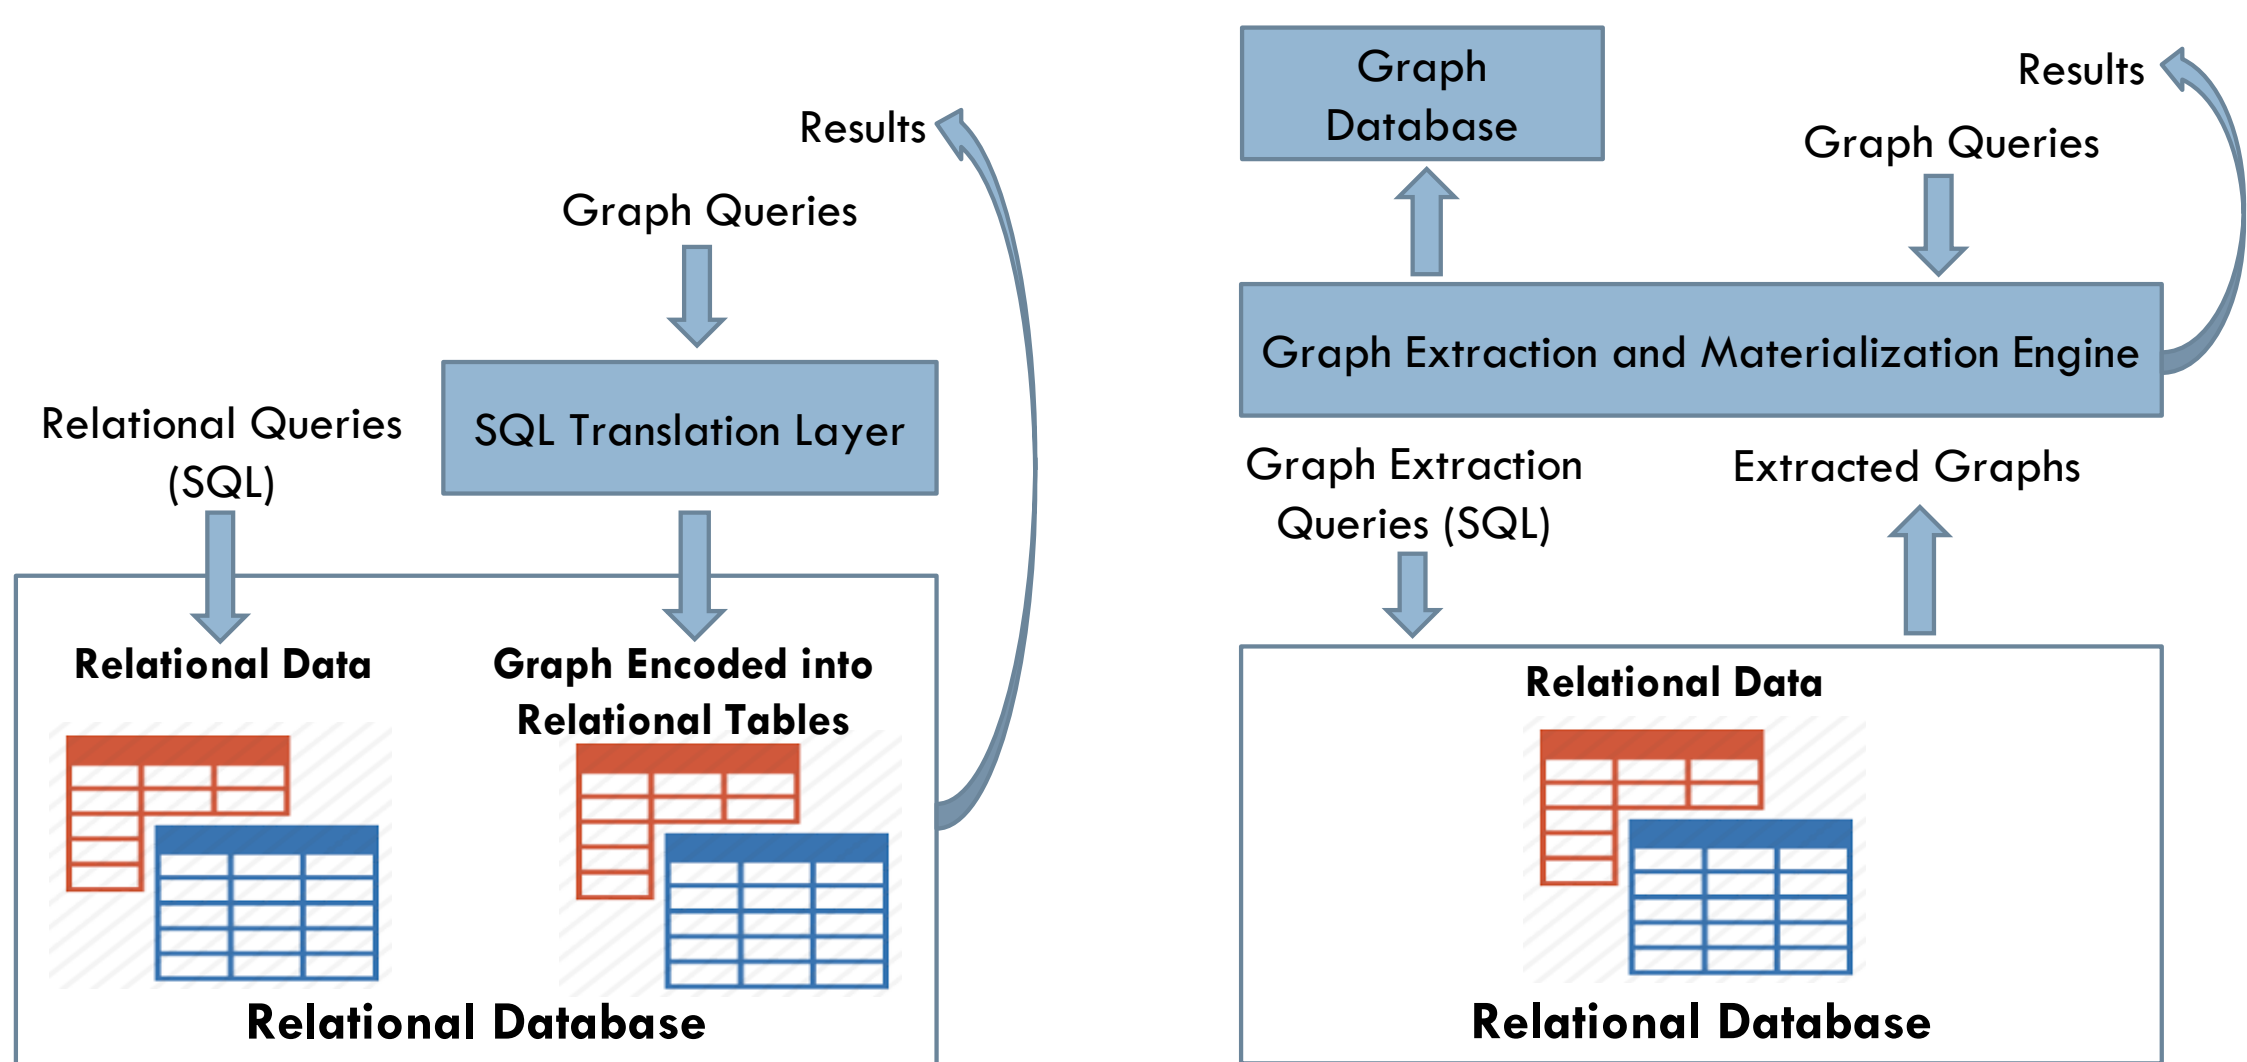 Results
Graph Queries
SQL Translation Layer
Relational Queries
(SQL)
Relational Data
Graph Encoded into
Relational Tables
Relational Database
Graph
Database
Results
Graph Queries
Graph Extraction and Materialization Engine
Graph Extraction
Queries (SQL)
Extracted Graphs
Relational Data
Relational Database